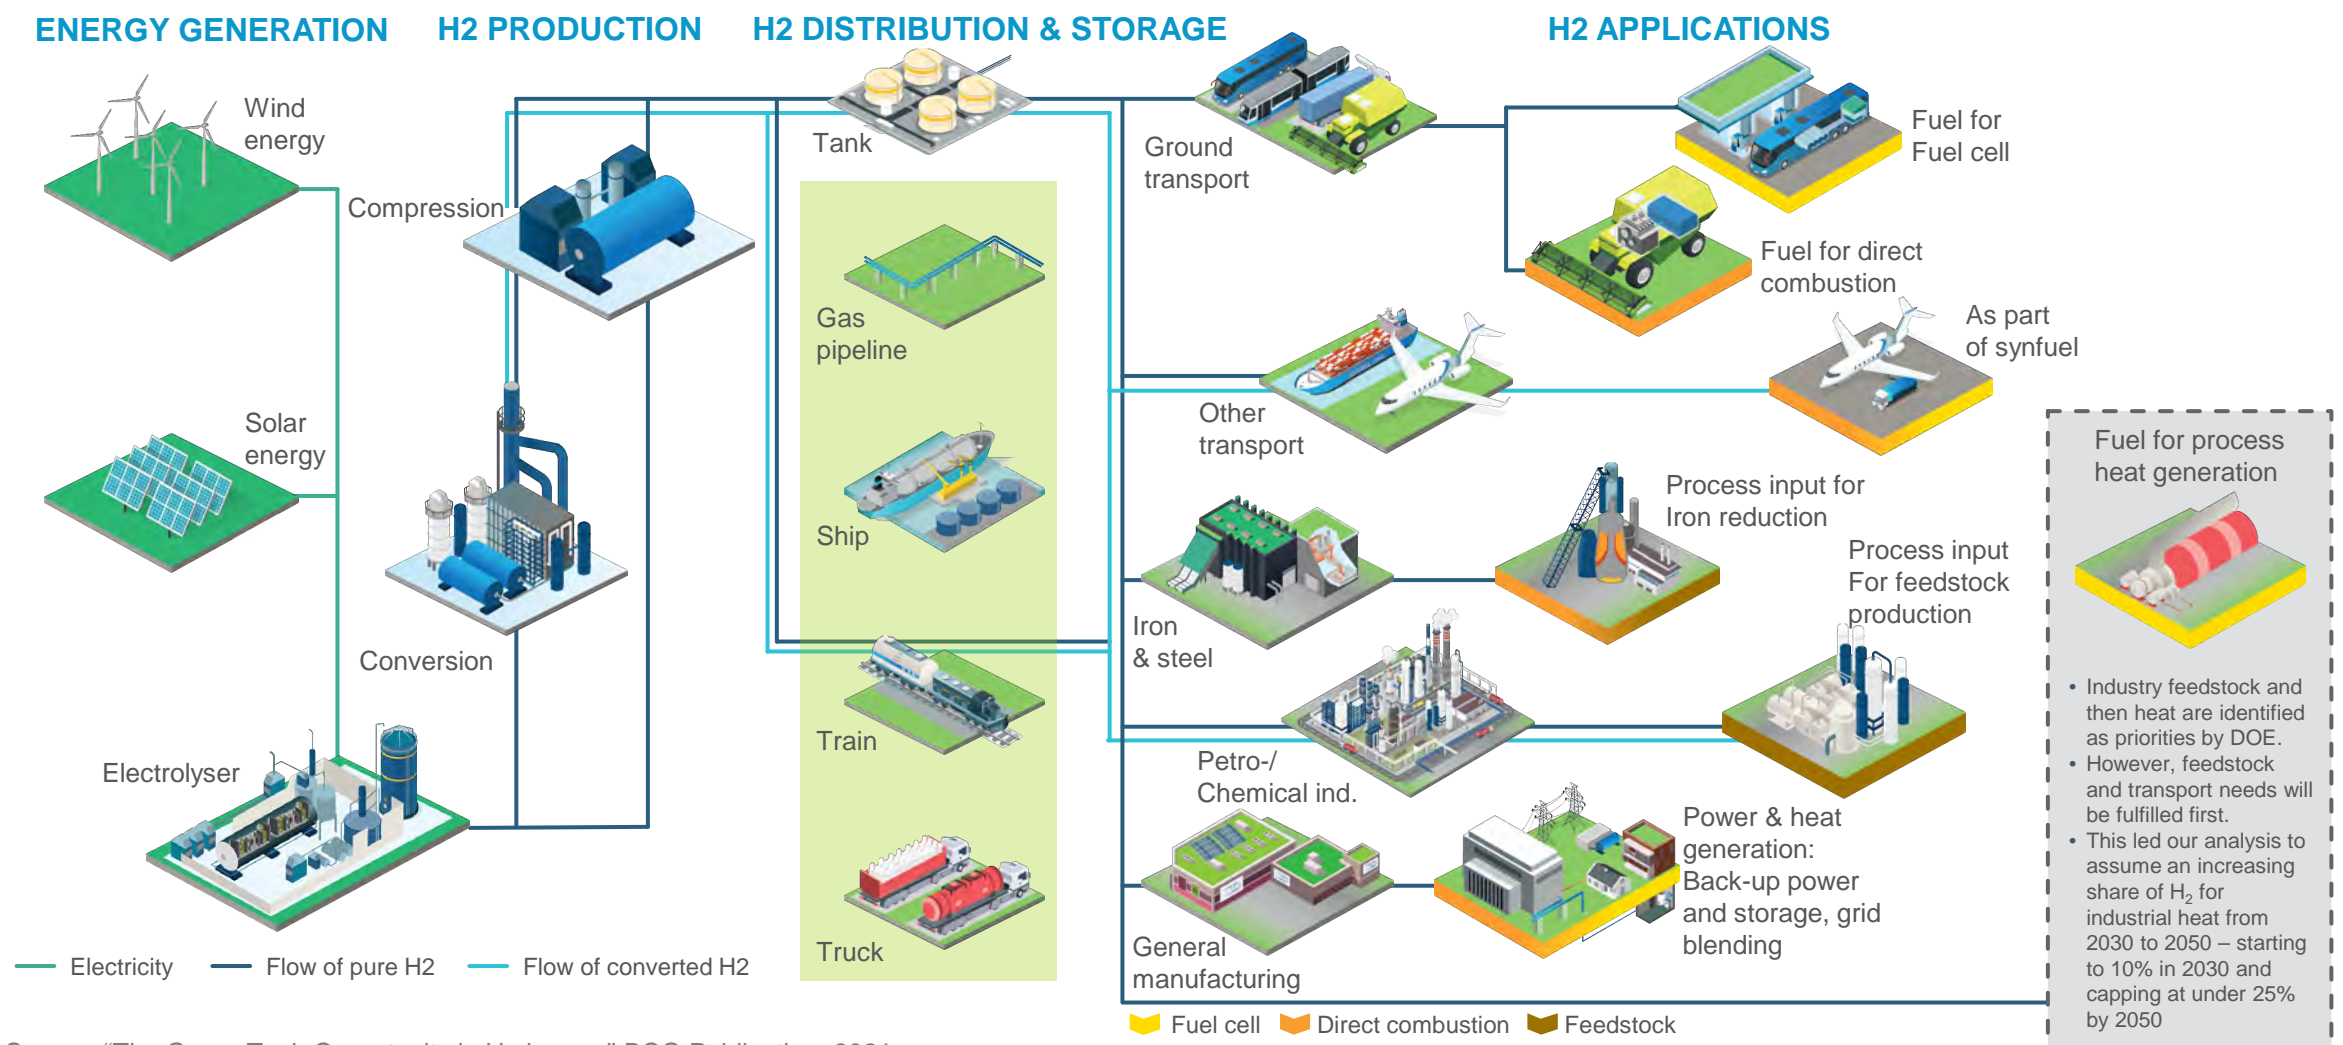 ENERGY GENERATION
H2 PRODUCTION
H2 DISTRIBUTION & STORAGE
H2 APPLICATIONS
Wind
energy
Solar
energy
Electrolyser
Compression
Conversion
Tank
Gas
pipeline
Ship
Train
Truck
Ground
transport
Other
transport
Iron
& steel
Petro-/
Chemical ind.
General
manufacturing
Fuel for
Fuel cell
Fuel for direct
combustion
As part
of synfuel
Process input for
Iron reduction
Process input
For feedstock
production
Power & heat
generation:
Back-up power
and storage, grid
blending
Fuel for process
heat generation
• Industry feedstock and
then heat are identified
as priorities by DOE.
• However, feedstock
and transport needs will
be fulfilled first.
• This led our analysis to
assume an increasing
share of H2 for
industrial heat from
2030 to 2050 – starting
to 10% in 2030 and
capping at under 25%
by 2050
Electricity
Flow of pure H2
Flow of converted H2
Fuel cell
Direct combustion
Feedstock